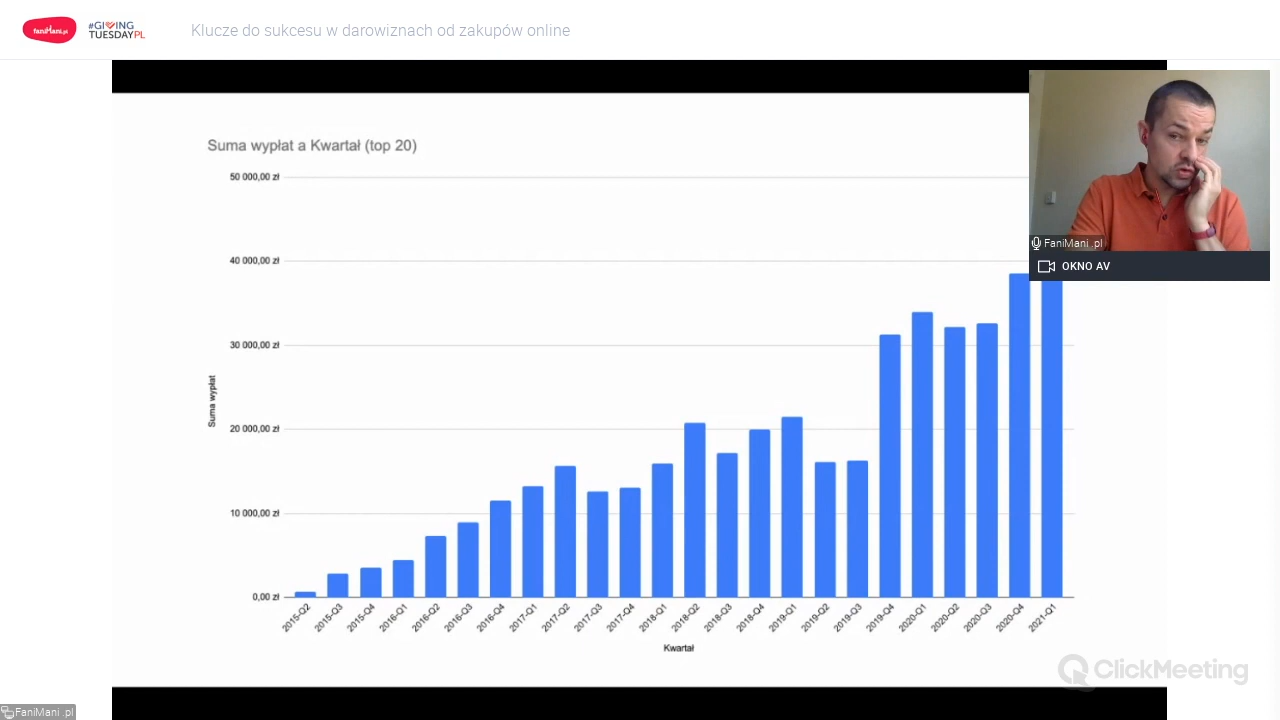 faniMani.pl
#GIVING
TUESDAYPL
Klucze do sukcesu w darowiznach od zakupów online
Suma wypłat a Kwartał (top 20)
50 000,00 zł
40 000,00 zł
30 000,00 zł
20 000,00 zł
10 000,00 zł
0,00 zł
Suma wypłat
2015-Q2
2015-Q3
2015-Q4
2016-Q1
2016-Q2
2016-Q3
2016-Q4
2017-Q1
2017-Q2
2017-Q3
2017-Q4
2018-Q1
2018-Q2
2018-Q3
2018-Q4
2019-Q1
2019-Q2
2019-Q3
2019-Q4
2020-Q1
2020-Q2
2020-Q3
2020-Q4
2021-Q1
Kwartał
FaniMani .pl
OKNO AV
ClickMeeting
FaniMani .pl